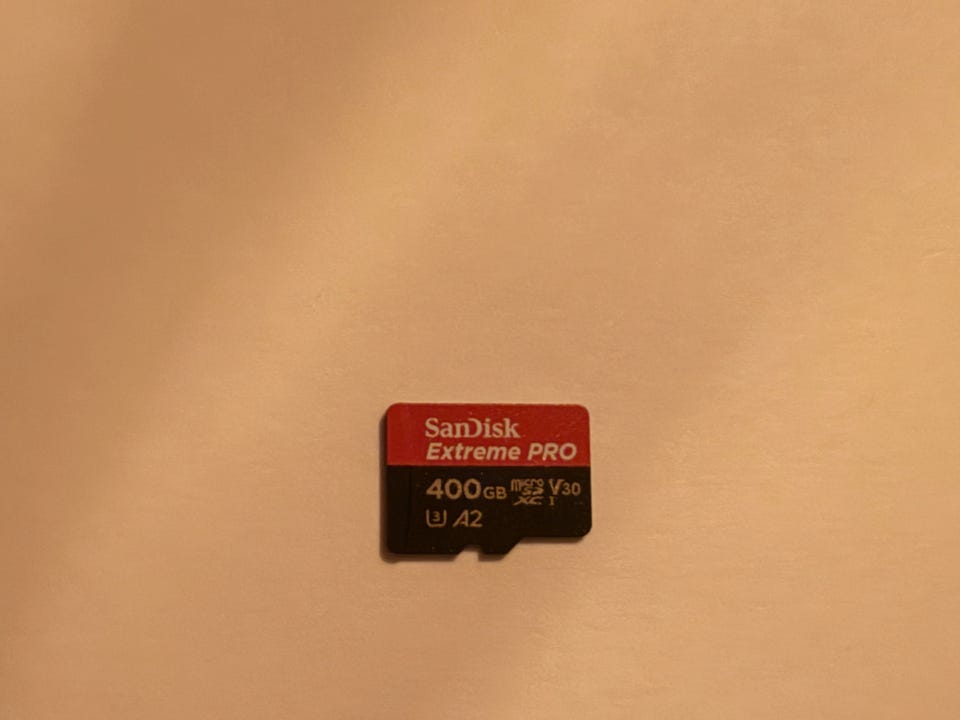 SanDisk
Extreme PRO
400GB micro SD XC I V30
3 A2